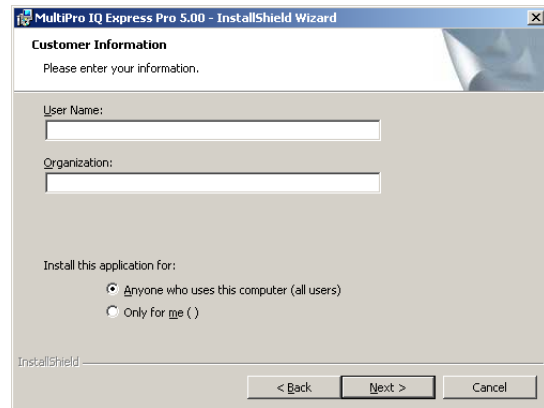 MultiPro IQ Express Pro 5.00 - InstallShield Wizard
Customer Information
Please enter your information.
User Name:
Organization:
Install this application for:
Anyone who uses this computer (all users)
Only for me ( )
InstallShield
< Back Next > Cancel